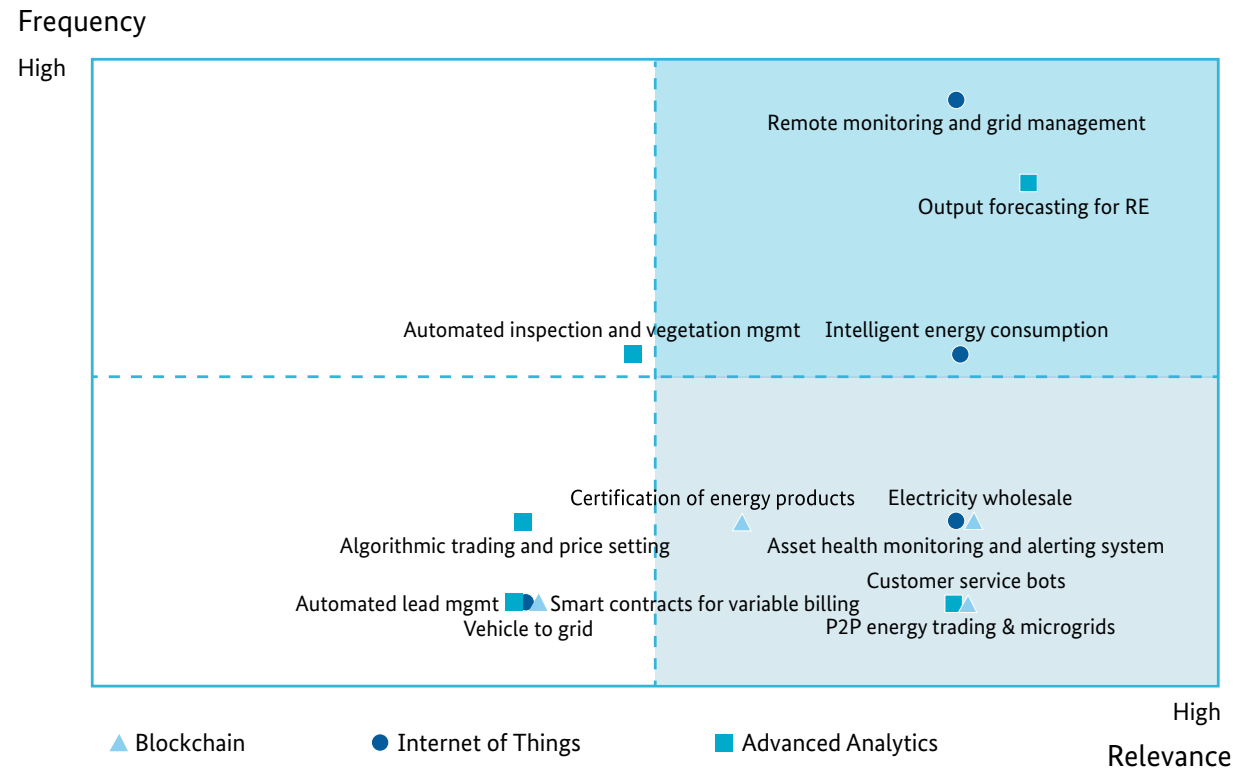 Frequency
High
Remote monitoring and grid management
Output forecasting for RE
Automated inspection and vegetation mgmt
Intelligent energy consumption
Certification of energy products
Electricity wholesale
Algorithmic trading and price setting
Asset health monitoring and alerting system
Customer service bots
Automated lead mgmt
Smart contracts for variable billing
Vehicle to grid
P2P energy trading & microgrids
High
Relevance
Blockchain
Internet of Things
Advanced Analytics